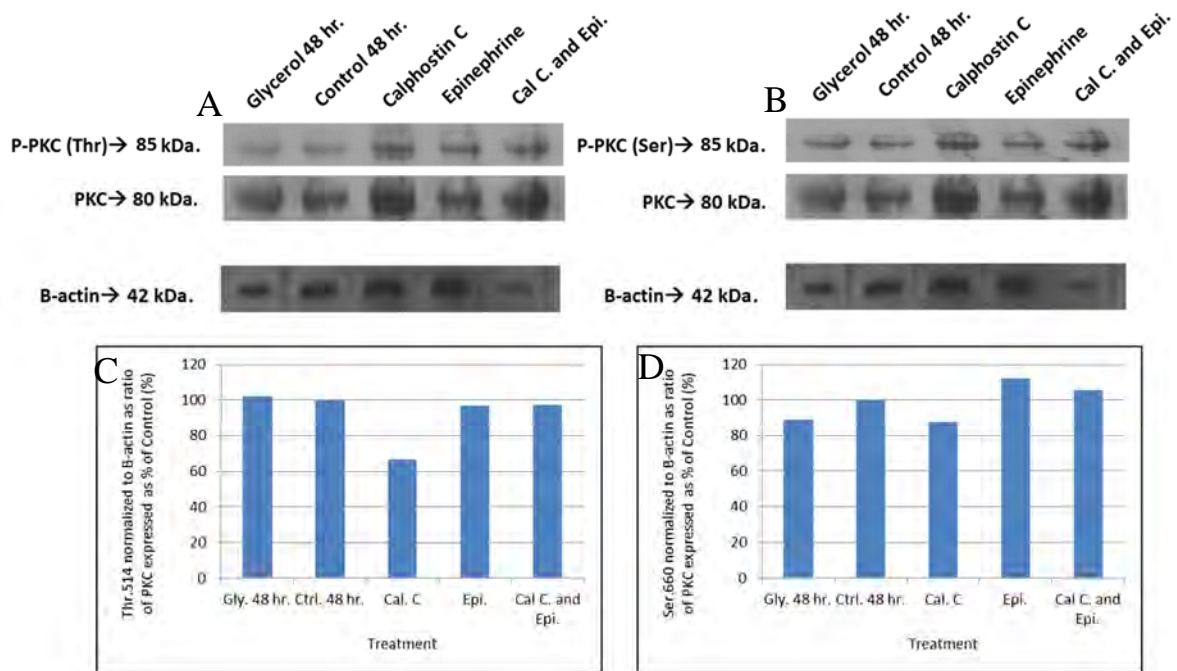 A
Glycerol 48 hr.
Control 48 hr.
Calphostin C
Epinephrine
Cal C. and Epi.
P-PKC (Thr)→ 85 kDa.
PKC→ 80 kDa.
B-actin→ 42 kDa.
B
Glycerol 48 hr.
Control 48 hr.
Calphostin C
Epinephrine
Cal C. and Epi.
P-PKC (Ser)→ 85 kDa.
PKC→ 80 kDa.
B-actin→ 42 kDa.
C
Thr.514 normalized to B-actin as ratio
of PKC expressed as % of Control (%)
120
100
80
60
40
20
0
Gly. 48 hr.
Ctrl. 48 hr.
Cal. C
Epi.
Cal C. and
Epi.
Treatment
D
Ser.660 normalized to B-actin as ratio
of PKC expressed as % of Control (%)
120
100
80
60
40
20
0
Gly. 48 hr.
Ctrl. 48 hr.
Cal. C
Epi.
Cal C. and
Epi.
Treatment